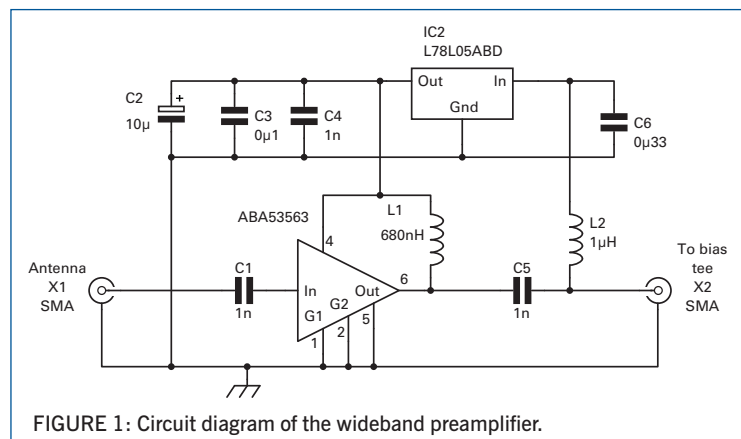 IC2
L78L05ABD
Out
In
Gnd
C2
10µ
+
C3
0µ1
C4
1n
C6
0µ33
ABA53563
4
L1
680nH
L2
1µH
Antenna
X1
SMA
C1
1n
In
G1
G2
Out
1
2
5
6
C5
1n
To bias
tee
X2
SMA
FIGURE 1: Circuit diagram of the wideband preamplifier.